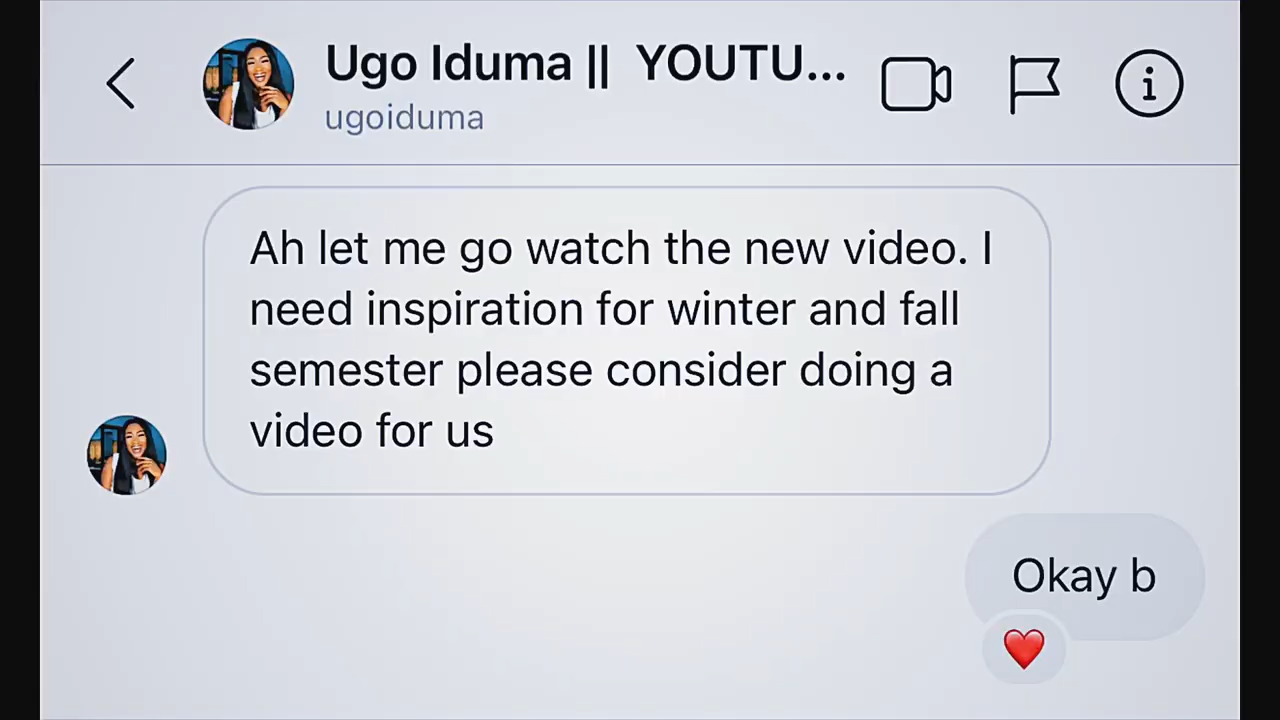 Ugo Iduma || YOUTU...
ugoiduma
Ah let me go watch the new video. I
need inspiration for winter and fall
semester please consider doing a
video for us
Okay b